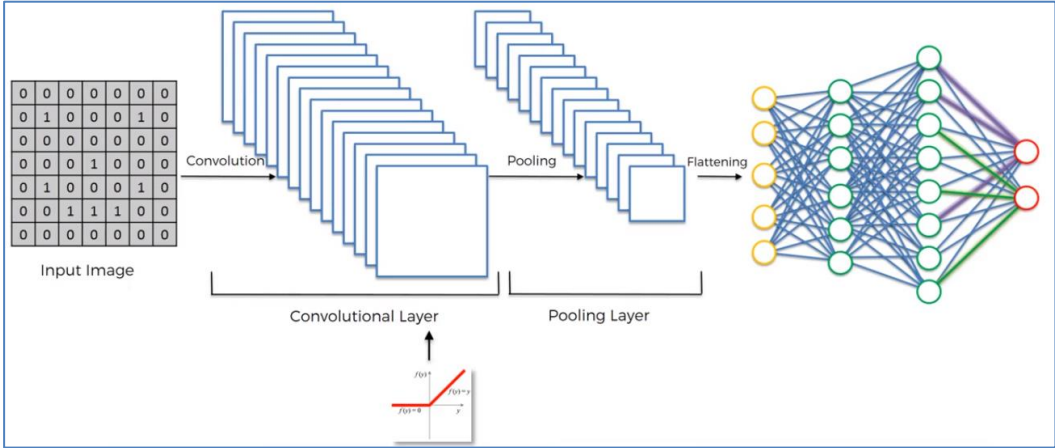 0 0 0 0 0 0 0
0 1 0 0 0 1 0
0 0 0 0 0 0 0
0 0 0 1 0 0 0
0 1 0 0 0 1 0
0 0 1 1 1 0 0
0 0 0 0 0 0 0
Input Image
Convolution
Pooling
Flattening
Convolutional Layer
Pooling Layer
f(y)
f(y)=y
f(y)=0
y